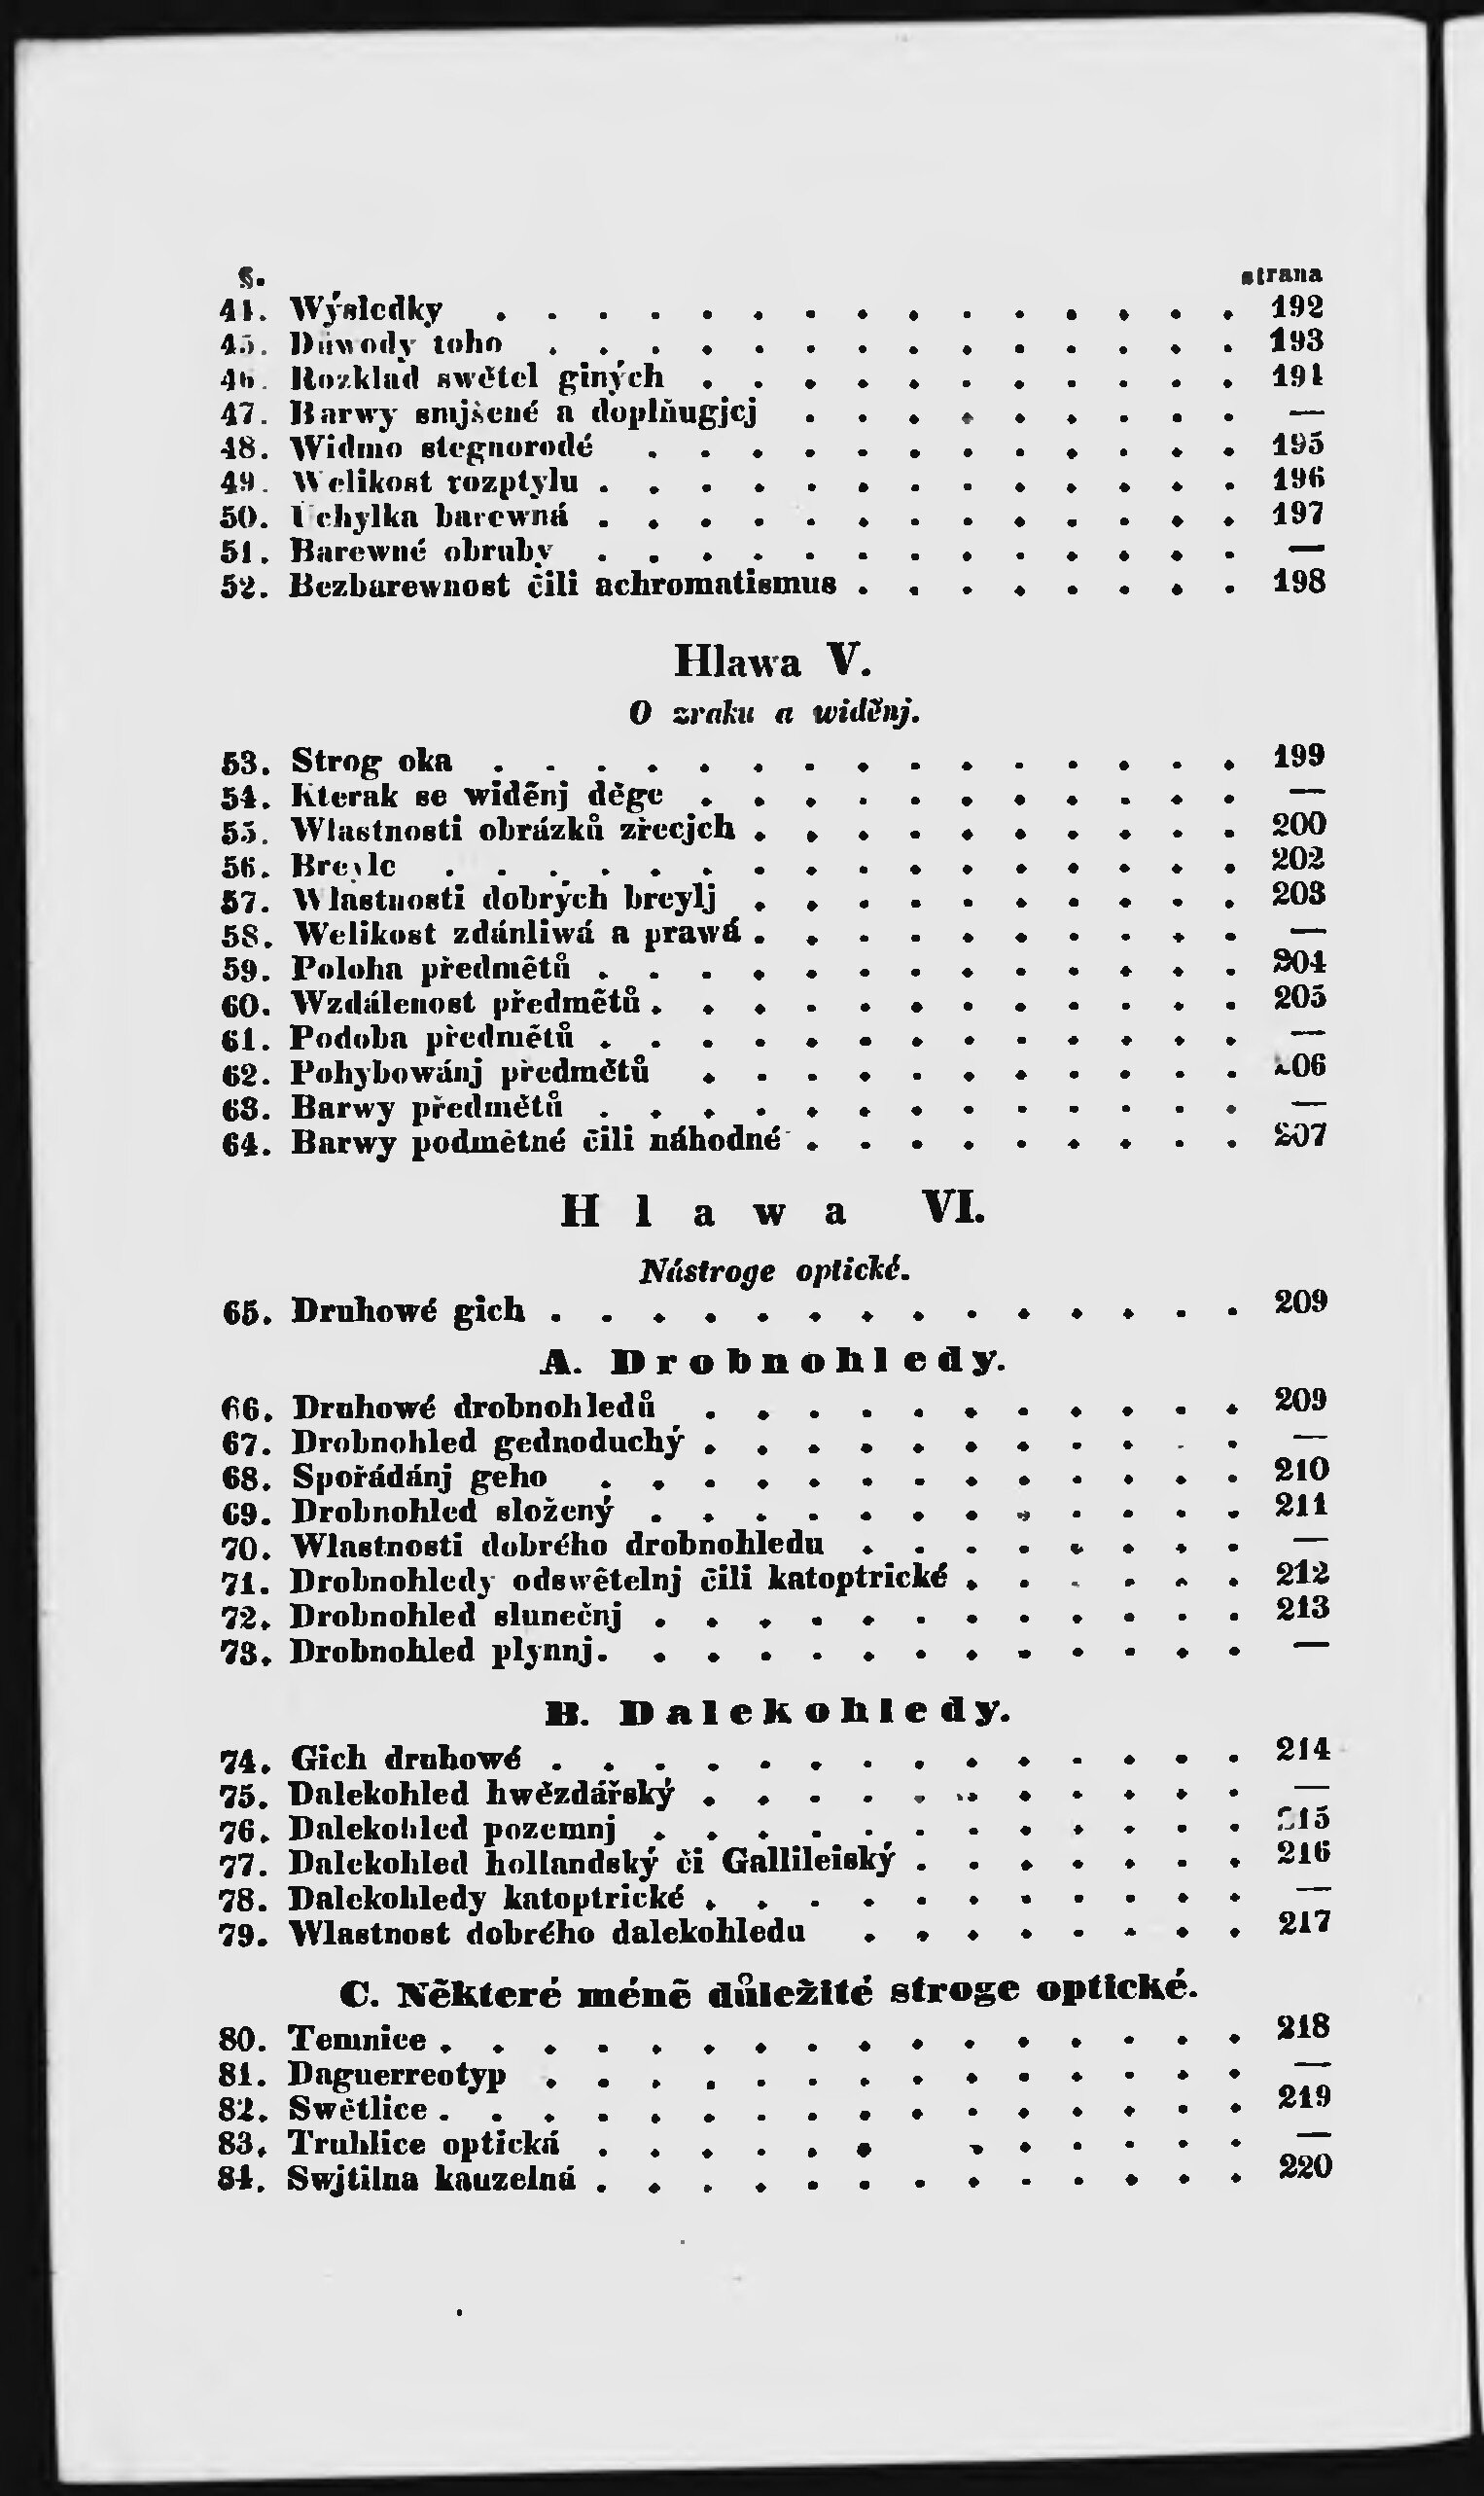 §. strana
44. Wýsledky . . . . . . . . . . . . . . . 192
45. Důwody toho . . . . . . . . . . . . . . 193
46. Rozklad swětel giných . . . . . . . . . . . 194
47. Barwy smjšené a doplňugjcj . . . . . . . . . —
48. Widmo stegnorodé . . . . . . . . . . . . 195
49. Welikost rozptylu . . . . . . . . . . . . . 196
50. Uchylka barewná . . . . . . . . . . . . . 197
51. Barewné obruby . . . . . . . . . . . . . —
52. Bezbarewnost čili achromatismus . . . . . . . . 198
Hlawa V.
O zraku a widěnj.
53. Strog oka . . . . . . . . . . . . . . . 199
54. Kterak se widěnj děge . . . . . . . . . . . —
55. Wlastnosti obrázků zřecjch . . . . . . . . . . 200
56. Breyle . . . . . . . . . . . . . . . . 202
57. Wlastnosti dobrých breylj . . . . . . . . . . 203
58. Welikost zdánliwá a prawá . . . . . . . . . . —
59. Poloha předmětů . . . . . . . . . . . . . 204
60. Wzdálenost předmětů . . . . . . . . . . . . 205
61. Podoba předmětů . . . . . . . . . . . . . —
62. Pohybowánj předmětů . . . . . . . . . . . 206
63. Barwy předmětů . . . . . . . . . . . . . —
64. Barwy podmětné čili náhodné . . . . . . . . . 207
Hlawa VI.
Nástroge optické.
65. Druhowé gich . . . . . . . . . . . . . . 209
A. Drobnohledy.
66. Druhowé drobnohledů . . . . . . . . . . . 209
67. Drobnohled gednoduchý . . . . . . . . . . . —
68. Spořádánj geho . . . . . . . . . . . . . 210
69. Drobnohled složený . . . . . . . . . . . . 211
70. Wlastnosti dobrého drobnohledu . . . . . . . . —
71. Drobnohledy odswětelnj čili katoptrické . . . . . . 212
72. Drobnohled slunečnj . . . . . . . . . . . . 213
73. Drobnohled plynnj . . . . . . . . . . . . . —
B. Dalekohledy.
74. Gich druhowé . . . . . . . . . . . . . . 214
75. Dalekohled hwězdářský . . . . . . . . . . . —
76. Dalekohled pozemnj . . . . . . . . . . . . 215
77. Dalekohled hollandský či Gallileiský . . . . . . . 216
78. Dalekohledy katoptrické . . . . . . . . . . . —
79. Wlastnost dobrého dalekohledu . . . . . . . . 217
C. Některé méně důležité stroge optické.
80. Temnice . . . . . . . . . . . . . . . . 218
81. Daguerreotyp . . . . . . . . . . . . . . —
82. Swětlice . . . . . . . . . . . . . . . . 219
83. Truhlice optická . . . . . . . . . . . . —
84. Swjtilna kauzelná . . . . . . . . . . . . . 220